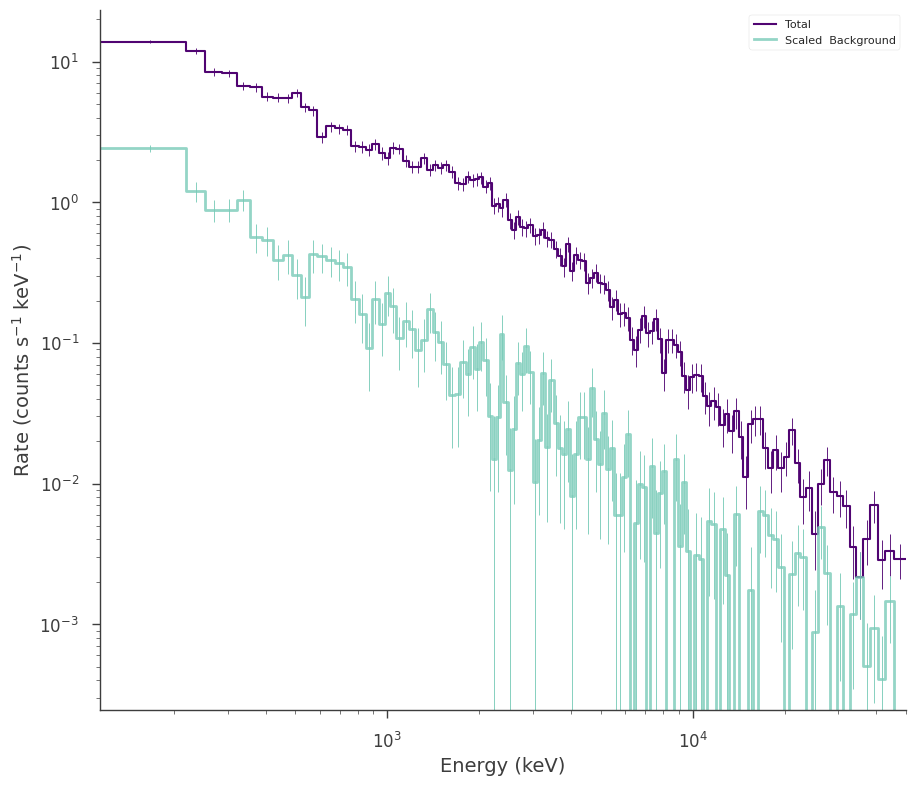 Total
Scaled  Background
10¹
10⁰
10⁻¹
10⁻²
10⁻³
Rate (counts s⁻¹ keV⁻¹)
10³
10⁴
Energy (keV)